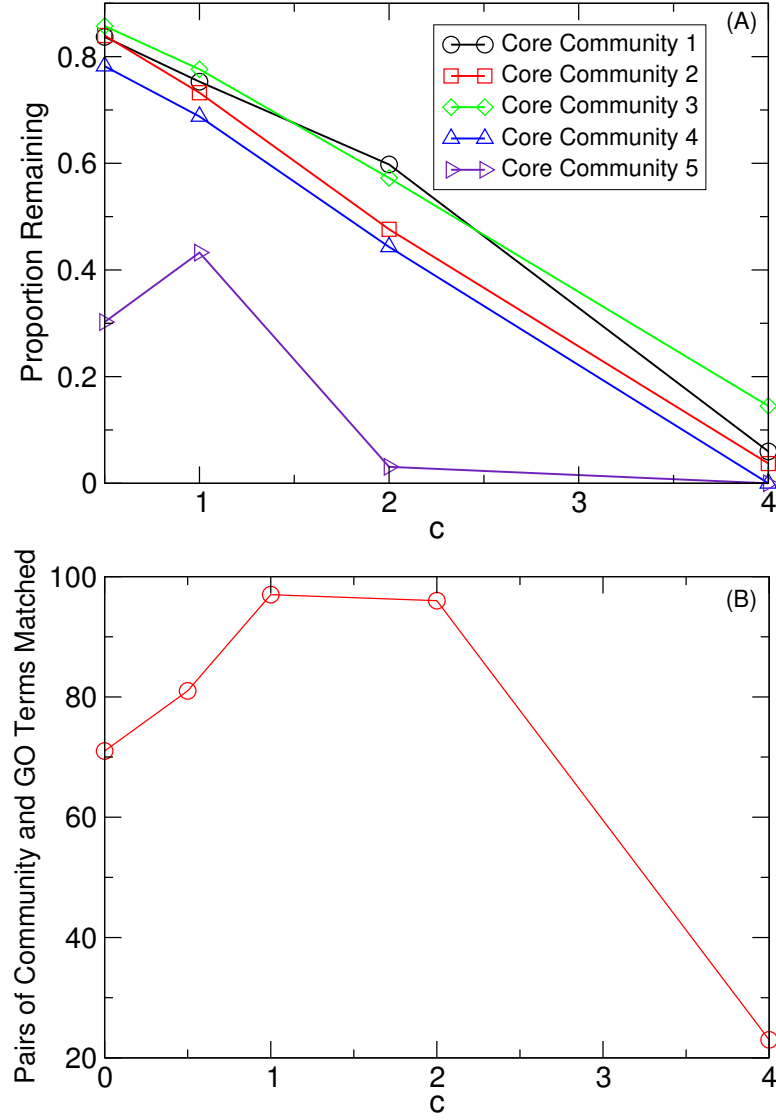 (A)
Core Community 1
Core Community 2
Core Community 3
Core Community 4
Core Community 5
Proportion Remaining
0.8
0.6
0.4
0.2
0
1 2 3 4
c
(B)
Pairs of Community and GO Terms Matched
100
80
60
40
20
0 1 2 3 4
c